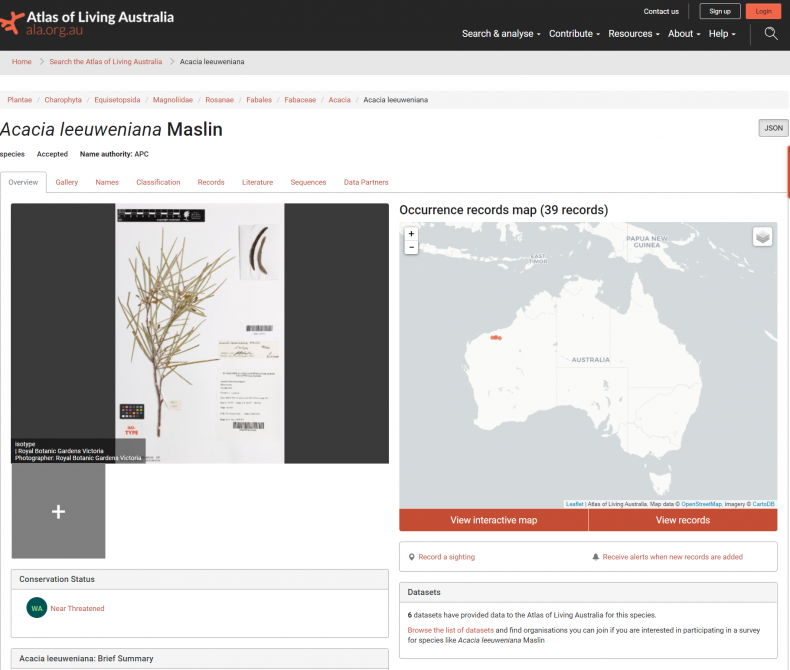 Atlas of Living Australia
ala.org.au
Contact us
Sign up
Login
Search & analyse
Contribute
Resources
About
Help
Home > Search the Atlas of Living Australia > Acacia leeuweniana
Plantae / Charophyta / Equisetopsida / Magnoliidae / Rosanae / Fabales / Fabaceae / Acacia / Acacia leeuweniana
Acacia leeuweniana Maslin
JSON
species Accepted Name authority: APC
Overview Gallery Names Classification Records Literature Sequences Data Partners
TYPE
isotype
| Royal Botanic Gardens Victoria
Photographer: Royal Botanic Gardens Victoria
+
Conservation Status
WA Near Threatened
Acacia leeuweniana: Brief Summary
Occurrence records map (39 records)
+
−
PAPUA NEW
GUINEA
EAST
TIMOR
AUSTRALIA
Leaflet | Atlas of Living Australia, Map data © OpenStreetMap, imagery © CartoDB
View interactive map
View records
Record a sighting
Receive alerts when new records are added
Datasets
6 datasets have provided data to the Atlas of Living Australia for this species.
Browse the list of datasets and find organisations you can join if you are interested in participating in a survey
for species like Acacia leeuweniana Maslin